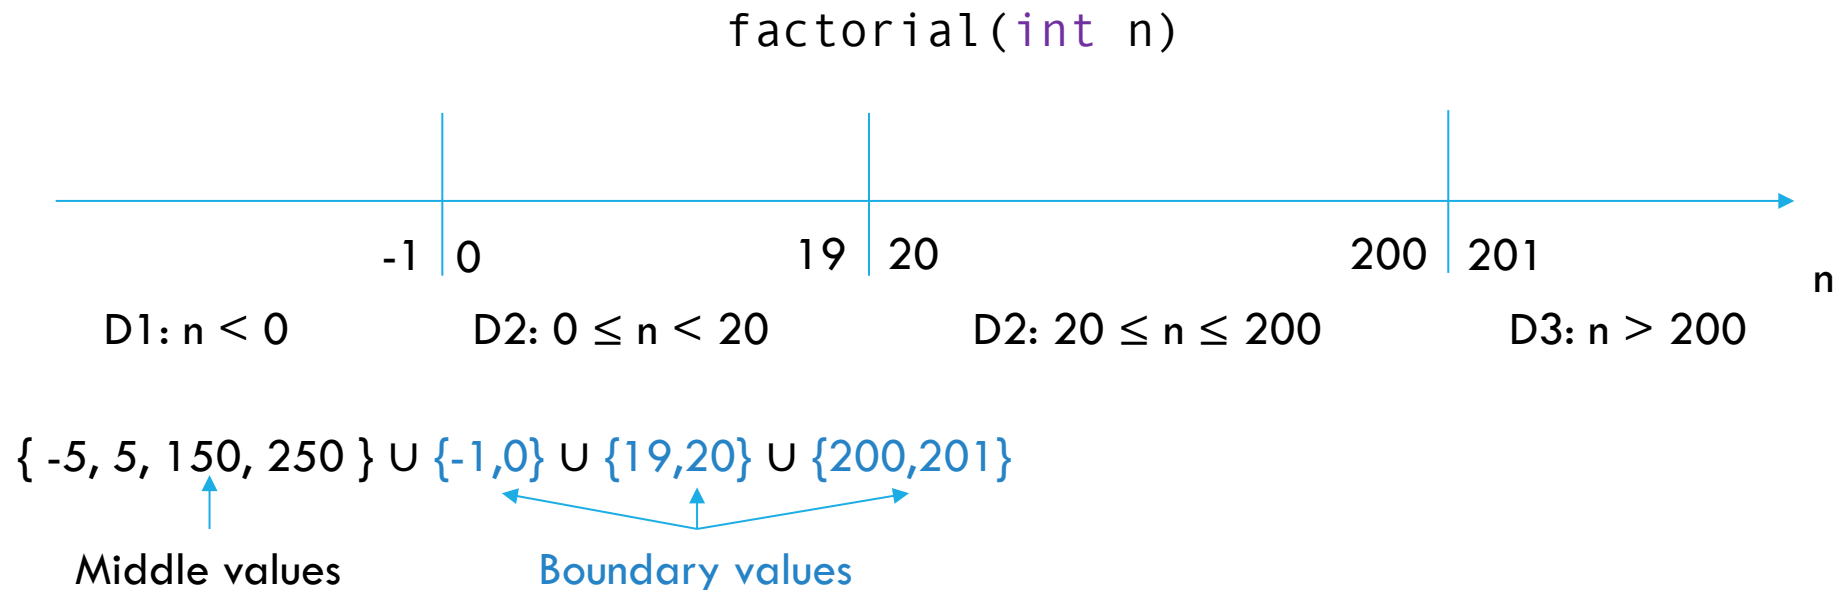 factorial(int n)
-1 0 19 20 200 201
n
D1: n < 0 D2: 0 ≤ n < 20 D2: 20 ≤ n ≤ 200 D3: n > 200
{ -5, 5, 150, 250 } ∪ {-1,0} ∪ {19,20} ∪ {200,201}
Middle values Boundary values